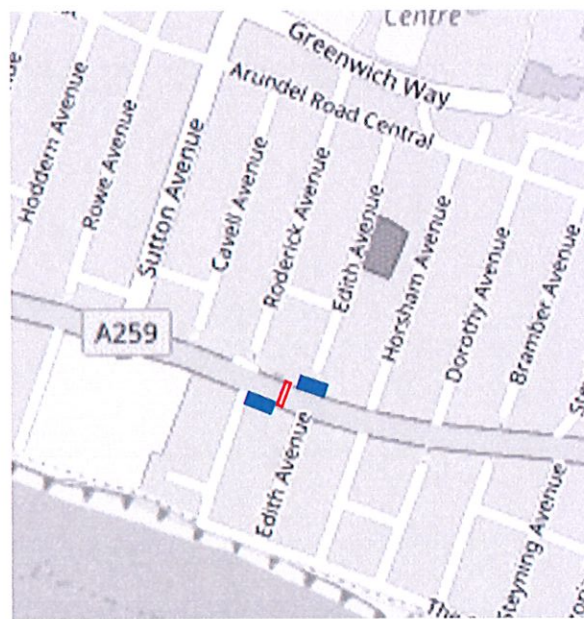 Centre
Greenwich Way
Arundel Road Central
Hoddern Avenue
Rowe Avenue
Sutton Avenue
Cavell Avenue
Roderick Avenue
Edith Avenue
Horsham Avenue
Dorothy Avenue
Bramber Avenue
A259
Edith Avenue
Steyning Avenue
The